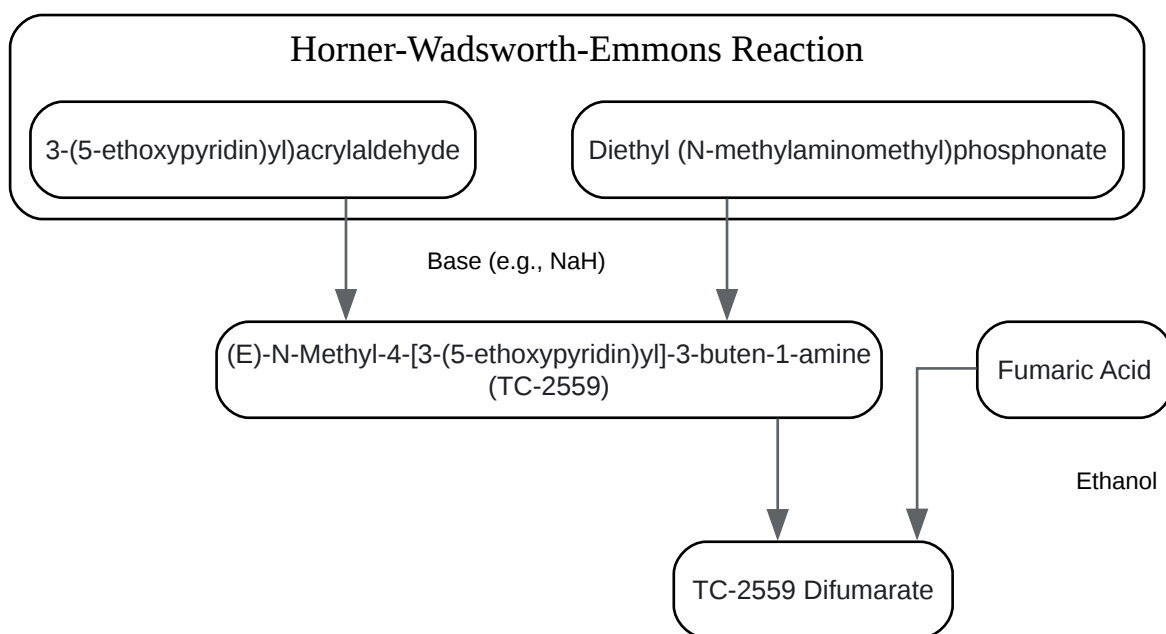 Horner-Wadsworth-Emmons Reaction
3-(5-ethoxypyridin)yl)acrylaldehyde
Diethyl (N-methylaminomethyl)phosphonate
Base (e.g., NaH)
(E)-N-Methyl-4-[3-(5-ethoxypyridin)yl]-3-buten-1-amine
(TC-2559)
Fumaric Acid
Ethanol
TC-2559 Difumarate